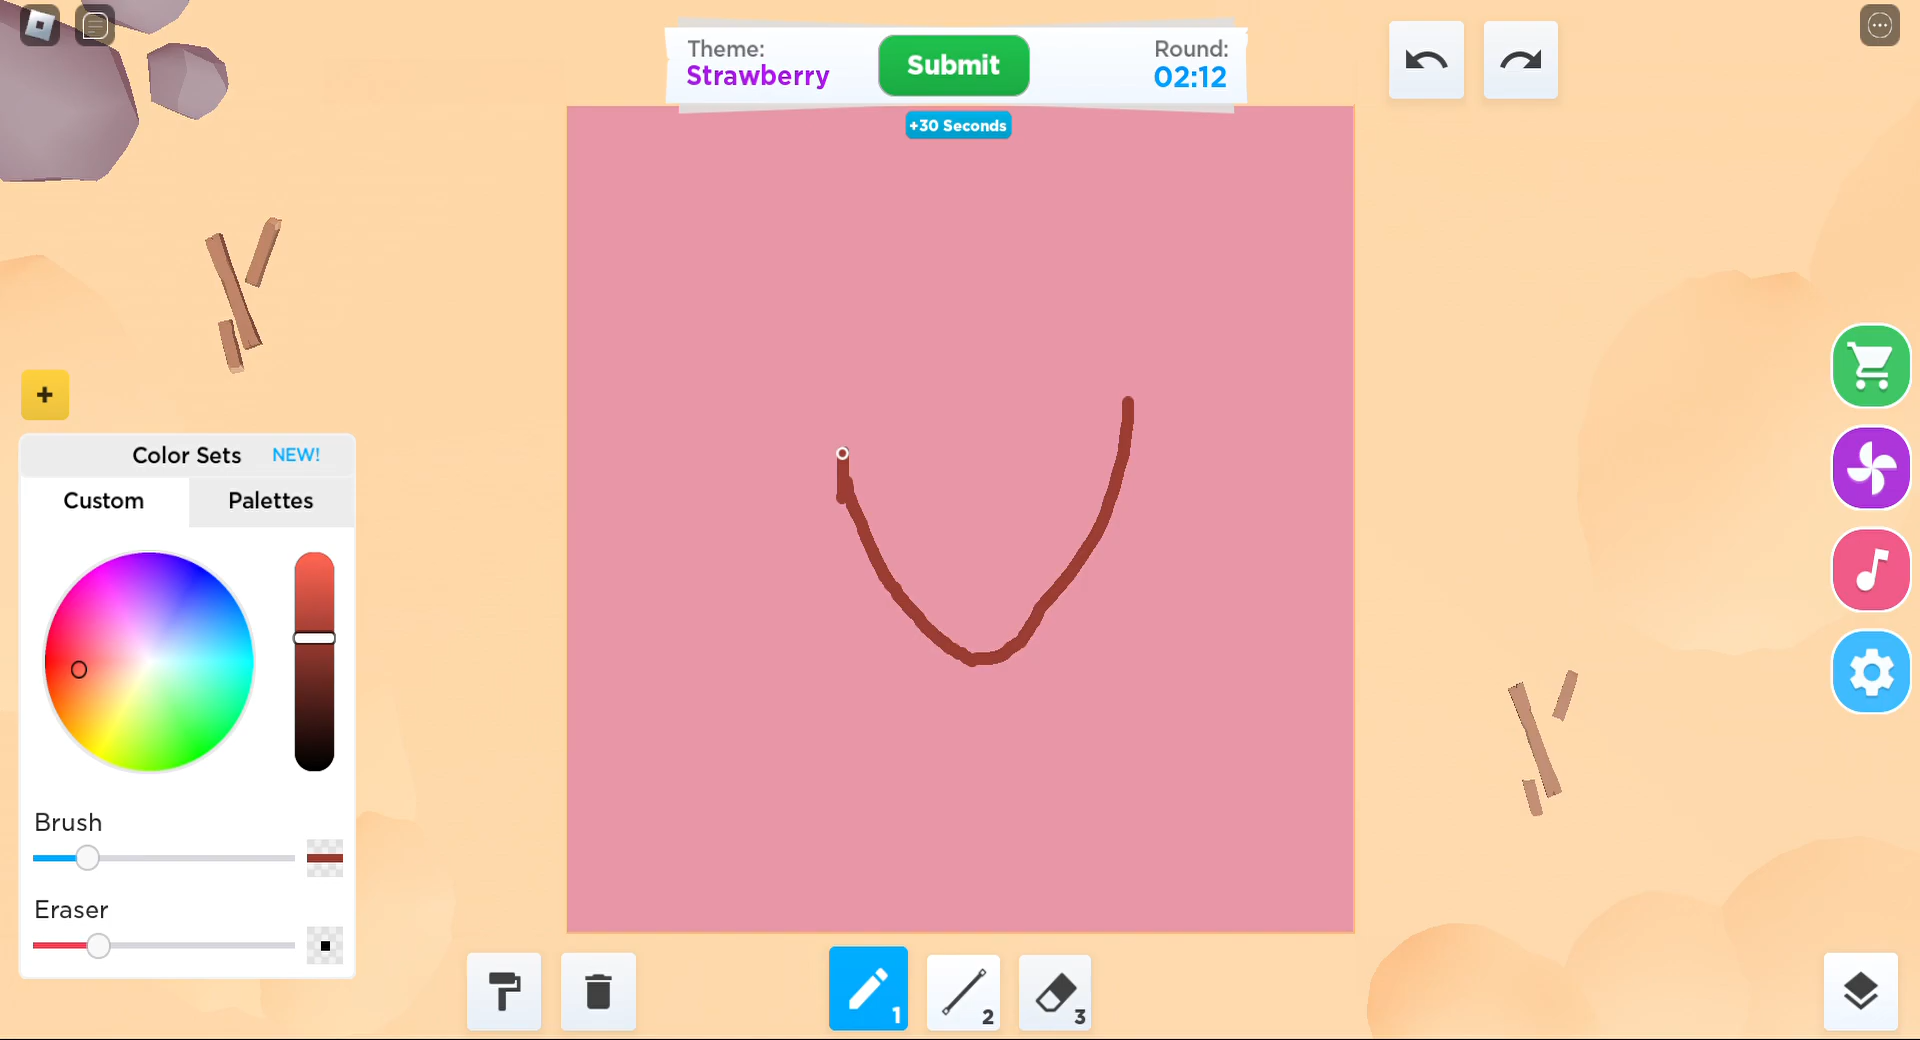 Theme:
Strawberry
Submit
Round:
02:12
+30 Seconds
+
Color Sets NEW!
Custom Palettes
Brush
Eraser
1
2
3